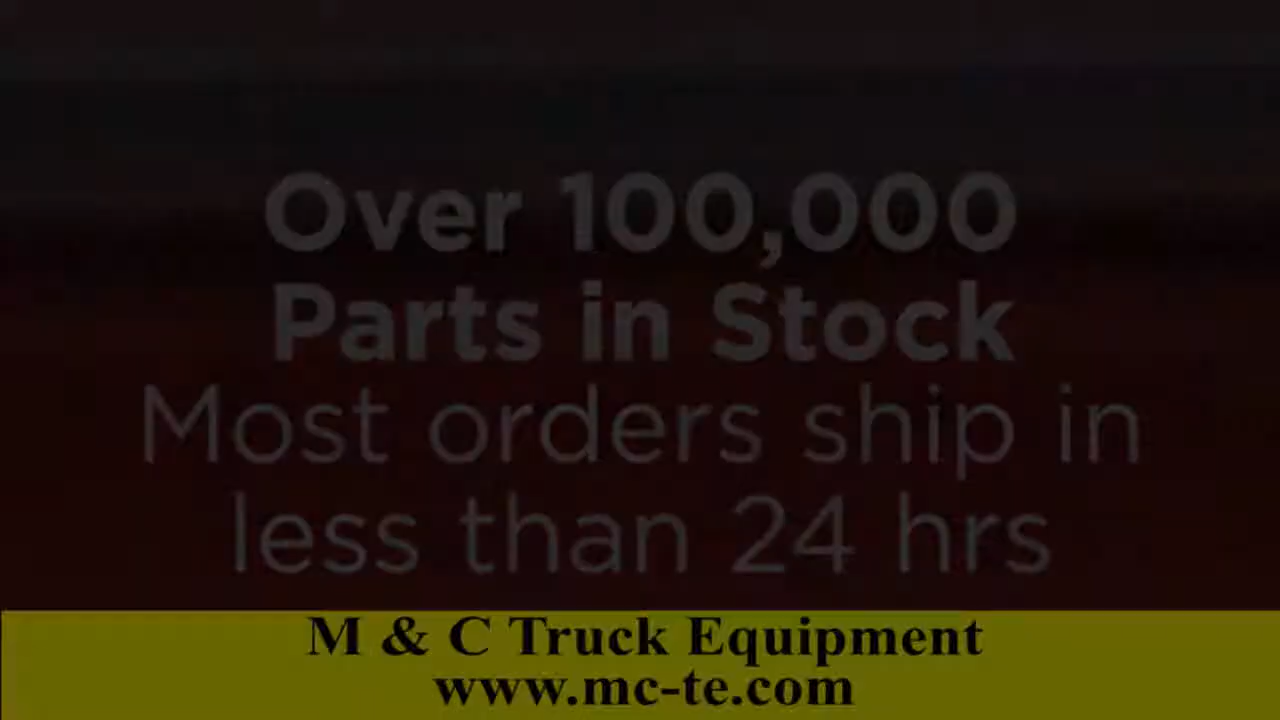 Over 100,000
Parts in Stock
Most orders ship in
less than 24 hrs
M & C Truck Equipment
www.mc-te.com